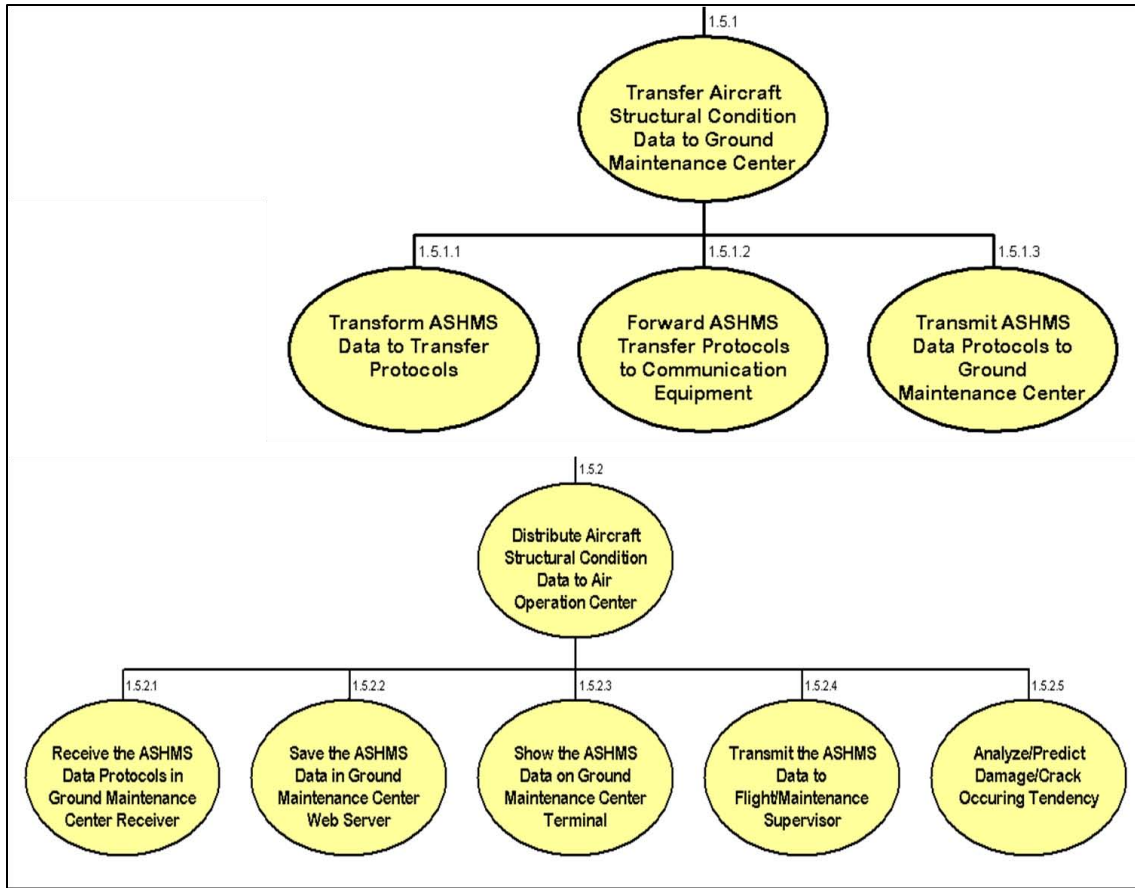 1.5.1
Transfer Aircraft
Structural Condition
Data to Ground
Maintenance Center
1.5.1.1
Transform ASHMS
Data to Transfer
Protocols
1.5.1.2
Forward ASHMS
Transfer Protocols
to Communication
Equipment
1.5.1.3
Transmit ASHMS
Data Protocols to
Ground
Maintenance Center
1.5.2
Distribute Aircraft
Structural Condition
Data to Air
Operation Center
1.5.2.1
Receive the ASHMS
Data Protocols in
Ground Maintenance
Center Receiver
1.5.2.2
Save the ASHMS
Data in Ground
Maintenance Center
Web Server
1.5.2.3
Show the ASHMS
Data on Ground
Maintenance Center
Terminal
1.5.2.4
Transmit the ASHMS
Data to
Flight/Maintenance
Supervisor
1.5.2.5
Analyze/Predict
Damage/Crack
Occuring Tendency